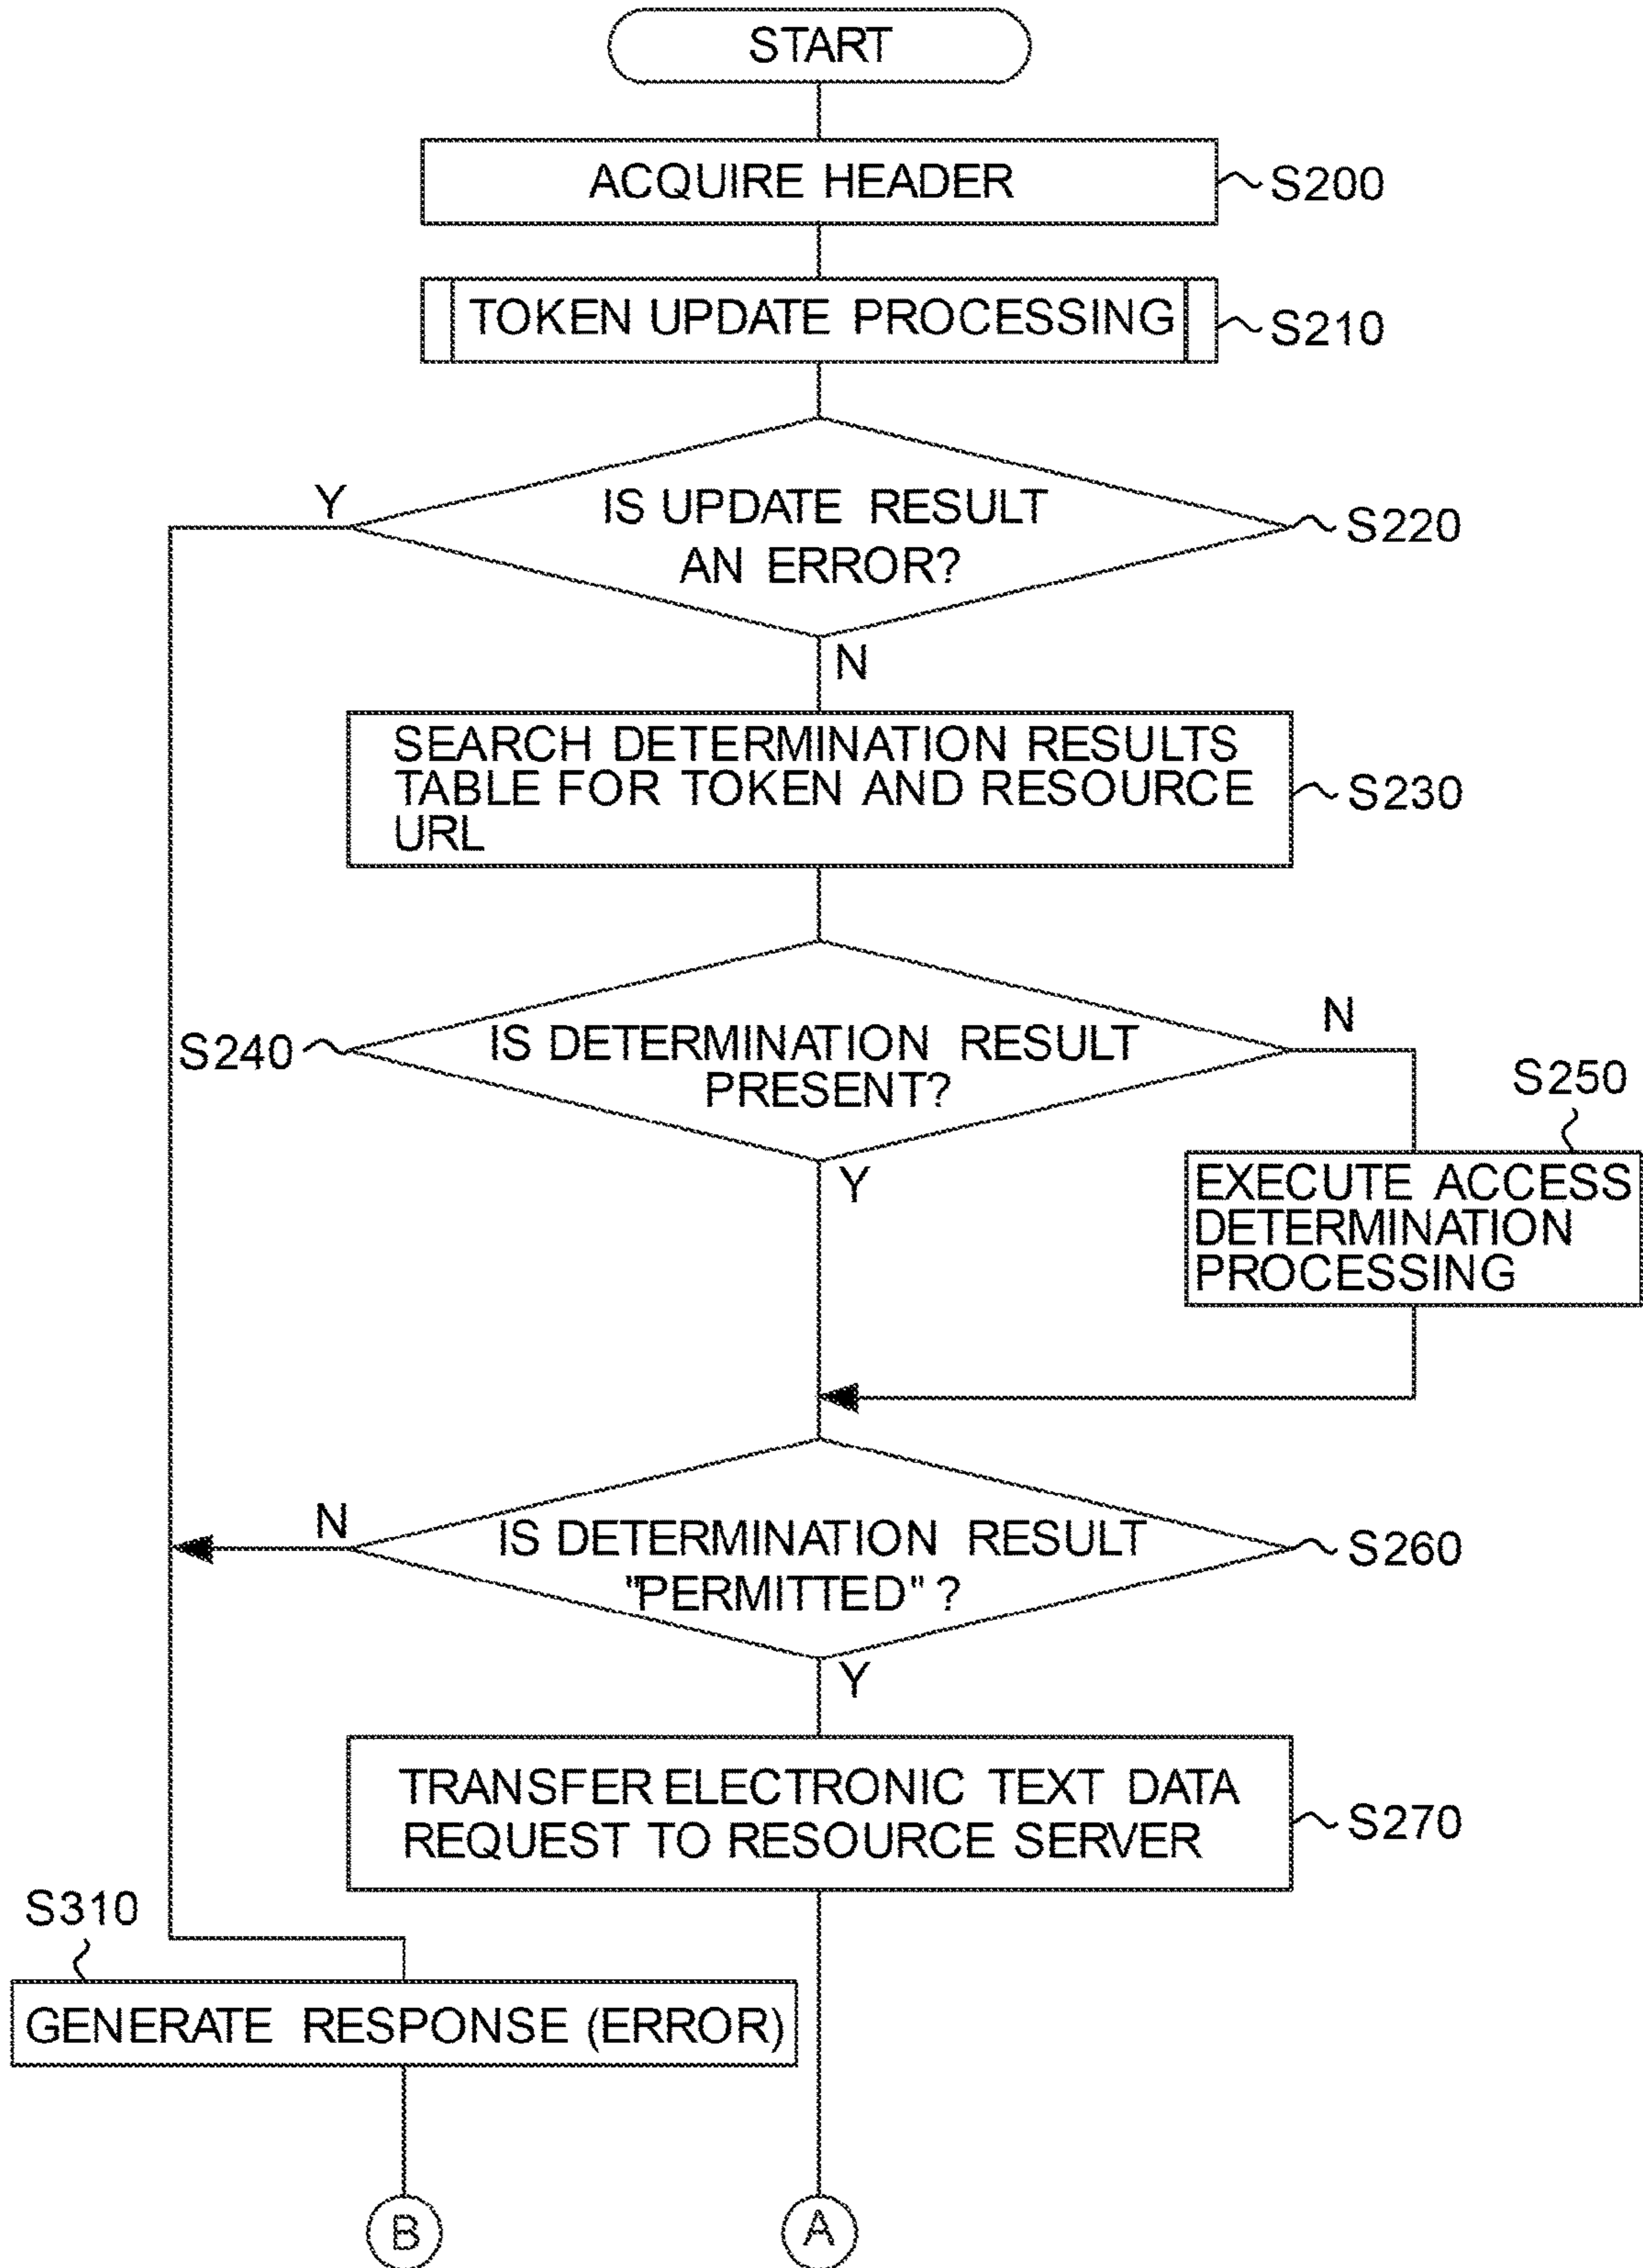 START
ACQUIRE HEADER
S200
TOKEN UPDATE PROCESSING
S210
Y
IS UPDATE RESULT
AN ERROR?
S220
N
SEARCH DETERMINATION RESULTS
TABLE FOR TOKEN AND RESOURCE
URL
S230
S240
IS DETERMINATION RESULT
PRESENT?
N
S250
Y
EXECUTE ACCESS
DETERMINATION
PROCESSING
N
IS DETERMINATION RESULT
"PERMITTED" ?
S260
Y
TRANSFER ELECTRONIC TEXT DATA
REQUEST TO RESOURCE SERVER
S270
S310
GENERATE RESPONSE (ERROR)
B
A